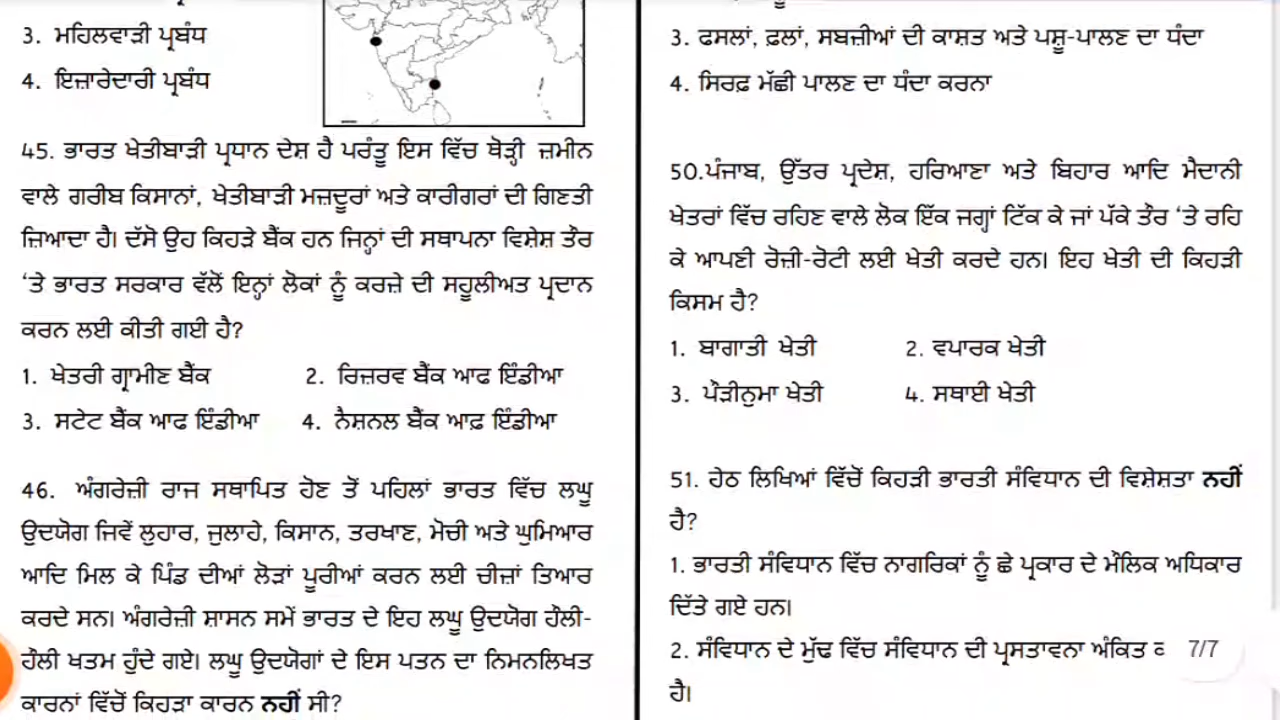 3. ਮਹਿਲਵਾੜੀ ਪ੍ਰਬੰਧ
4. ਇਜ਼ਾਰੇਦਾਰੀ ਪ੍ਰਬੰਧ
45. ਭਾਰਤ ਖੇਤੀਬਾੜੀ ਪ੍ਰਧਾਨ ਦੇਸ਼ ਹੈ ਪਰੰਤੂ ਇਸ ਵਿੱਚ ਥੋੜ੍ਹੀ ਜ਼ਮੀਨ
ਵਾਲੇ ਗਰੀਬ ਕਿਸਾਨਾਂ, ਖੇਤੀਬਾੜੀ ਮਜ਼ਦੂਰਾਂ ਅਤੇ ਕਾਰੀਗਰਾਂ ਦੀ ਗਿਣਤੀ
ਜ਼ਿਆਦਾ ਹੈ। ਦੱਸੋ ਉਹ ਕਿਹੜੇ ਬੈਂਕ ਹਨ ਜਿਨ੍ਹਾਂ ਦੀ ਸਥਾਪਨਾ ਵਿਸ਼ੇਸ਼ ਤੌਰ
‘ਤੇ ਭਾਰਤ ਸਰਕਾਰ ਵੱਲੋਂ ਇਨ੍ਹਾਂ ਲੋਕਾਂ ਨੂੰ ਕਰਜ਼ੇ ਦੀ ਸਹੂਲੀਅਤ ਪ੍ਰਦਾਨ
ਕਰਨ ਲਈ ਕੀਤੀ ਗਈ ਹੈ?
1. ਖੇਤਰੀ ਗ੍ਰਾਮੀਣ ਬੈਂਕ 2. ਰਿਜ਼ਰਵ ਬੈਂਕ ਆਫ ਇੰਡੀਆ
3. ਸਟੇਟ ਬੈਂਕ ਆਫ ਇੰਡੀਆ 4. ਨੈਸ਼ਨਲ ਬੈਂਕ ਆਫ਼ ਇੰਡੀਆ
46. ਅੰਗਰੇਜ਼ੀ ਰਾਜ ਸਥਾਪਿਤ ਹੋਣ ਤੋਂ ਪਹਿਲਾਂ ਭਾਰਤ ਵਿੱਚ ਲਘੂ
ਉਦਯੋਗ ਜਿਵੇਂ ਲੁਹਾਰ, ਜੁਲਾਹੇ, ਕਿਸਾਨ, ਤਰਖਾਣ, ਮੋਚੀ ਅਤੇ ਘੁਮਿਆਰ
ਆਦਿ ਮਿਲ ਕੇ ਪਿੰਡ ਦੀਆਂ ਲੋੜਾਂ ਪੂਰੀਆਂ ਕਰਨ ਲਈ ਚੀਜ਼ਾਂ ਤਿਆਰ
ਕਰਦੇ ਸਨ। ਅੰਗਰੇਜ਼ੀ ਸ਼ਾਸਨ ਸਮੇਂ ਭਾਰਤ ਦੇ ਇਹ ਲਘੂ ਉਦਯੋਗ ਹੌਲੀ-
ਹੌਲੀ ਖਤਮ ਹੁੰਦੇ ਗਏ। ਲਘੂ ਉਦਯੋਗਾਂ ਦੇ ਇਸ ਪਤਨ ਦਾ ਨਿਮਨਲਿਖਤ
ਕਾਰਨਾਂ ਵਿੱਚੋਂ ਕਿਹੜਾ ਕਾਰਨ ਨਹੀਂ ਸੀ?
3. ਫਸਲਾਂ, ਫ਼ਲਾਂ, ਸਬਜ਼ੀਆਂ ਦੀ ਕਾਸ਼ਤ ਅਤੇ ਪਸ਼ੂ-ਪਾਲਣ ਦਾ ਧੰਦਾ
4. ਸਿਰਫ਼ ਮੱਛੀ ਪਾਲਣ ਦਾ ਧੰਦਾ ਕਰਨਾ
50.ਪੰਜਾਬ, ਉੱਤਰ ਪ੍ਰਦੇਸ਼, ਹਰਿਆਣਾ ਅਤੇ ਬਿਹਾਰ ਆਦਿ ਮੈਦਾਨੀ
ਖੇਤਰਾਂ ਵਿੱਚ ਰਹਿਣ ਵਾਲੇ ਲੋਕ ਇੱਕ ਜਗ੍ਹਾਂ ਟਿੱਕ ਕੇ ਜਾਂ ਪੱਕੇ ਤੌਰ ‘ਤੇ ਰਹਿ
ਕੇ ਆਪਣੀ ਰੋਜ਼ੀ-ਰੋਟੀ ਲਈ ਖੇਤੀ ਕਰਦੇ ਹਨ। ਇਹ ਖੇਤੀ ਦੀ ਕਿਹੜੀ
ਕਿਸਮ ਹੈ?
1. ਬਾਗਾਤੀ ਖੇਤੀ 2. ਵਪਾਰਕ ਖੇਤੀ
3. ਪੌੜੀਨੁਮਾ ਖੇਤੀ 4. ਸਥਾਈ ਖੇਤੀ
51. ਹੇਠ ਲਿਖਿਆਂ ਵਿੱਚੋਂ ਕਿਹੜੀ ਭਾਰਤੀ ਸੰਵਿਧਾਨ ਦੀ ਵਿਸ਼ੇਸ਼ਤਾ ਨਹੀਂ
ਹੈ?
1. ਭਾਰਤੀ ਸੰਵਿਧਾਨ ਵਿੱਚ ਨਾਗਰਿਕਾਂ ਨੂੰ ਛੇ ਪ੍ਰਕਾਰ ਦੇ ਮੌਲਿਕ ਅਧਿਕਾਰ
ਦਿੱਤੇ ਗਏ ਹਨ।
2. ਸੰਵਿਧਾਨ ਦੇ ਮੁੱਢ ਵਿੱਚ ਸੰਵਿਧਾਨ ਦੀ ਪ੍ਰਸਤਾਵਨਾ ਅੰਕਿਤ 7/7
ਹੈ।